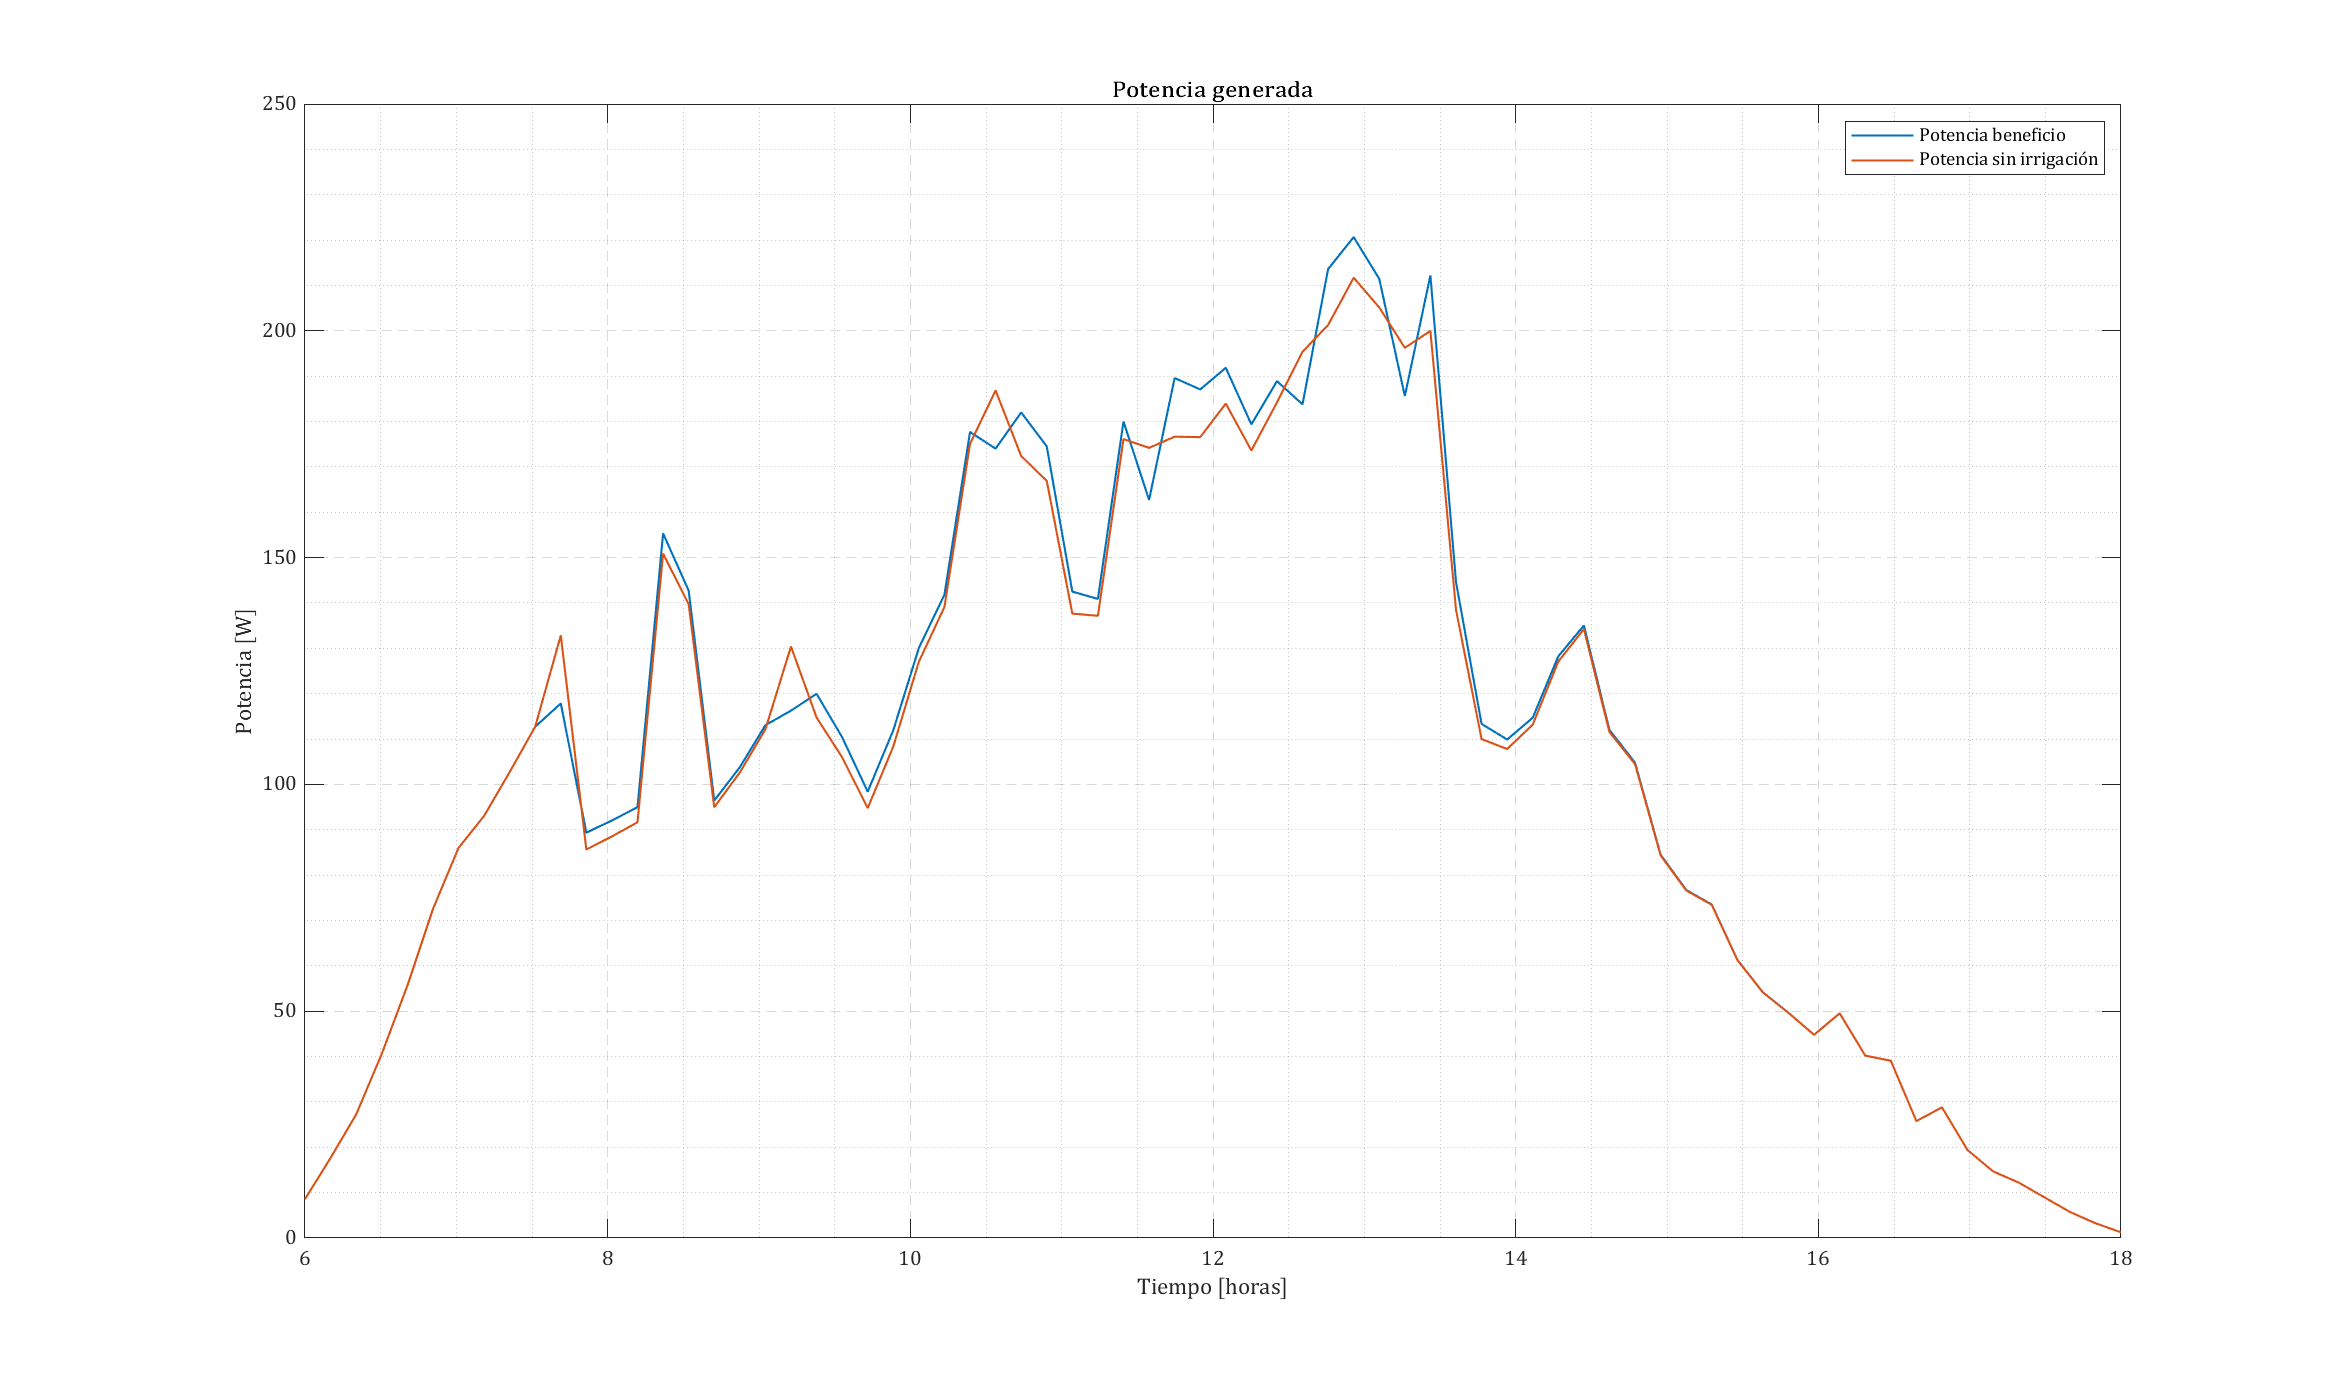 Potencia generada
250
200
150
100
50
0
Potencia [W]
6 8 10 12 14 16 18
Tiempo [horas]
Potencia beneficio
Potencia sin irrigación